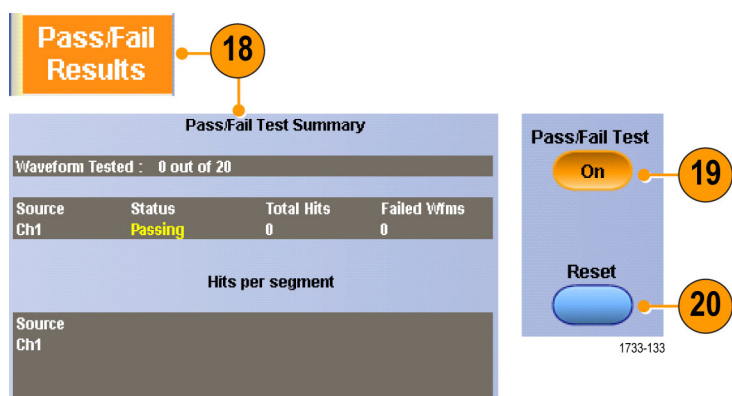 Pass/Fail
Results
18
Pass/Fail Test Summary
Waveform Tested : 0 out of 20
Source Status Total Hits Failed Wfms
Ch1 Passing 0 0
Hits per segment
Source
Ch1
Pass/Fail Test
On
19
Reset
20
1733-133